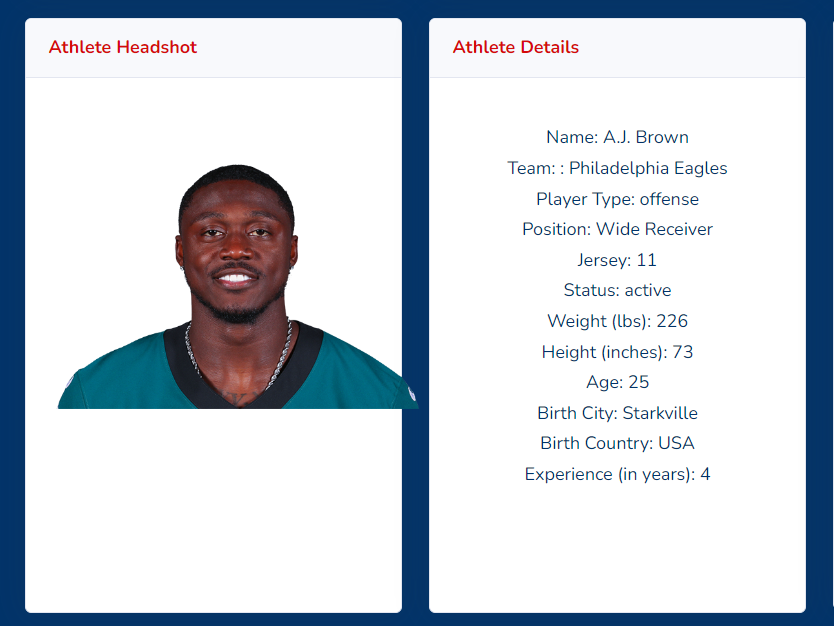 Athlete Headshot
Athlete Details
Name: A.J. Brown
Team: : Philadelphia Eagles
Player Type: offense
Position: Wide Receiver
Jersey: 11
Status: active
Weight (lbs): 226
Height (inches): 73
Age: 25
Birth City: Starkville
Birth Country: USA
Experience (in years): 4